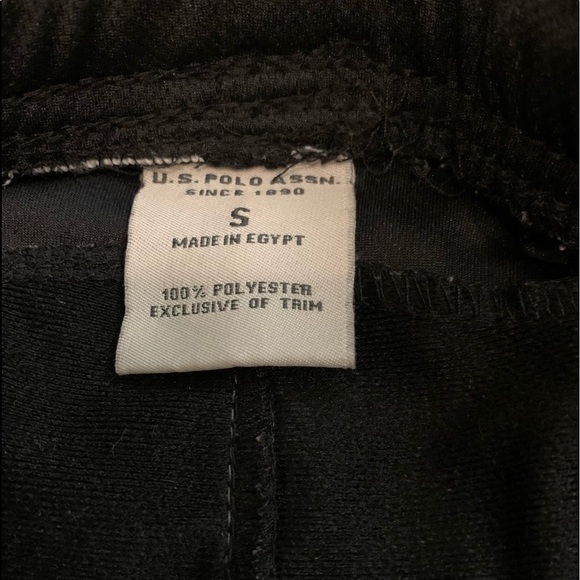 U.S. POLO ASSN.
SINCE 1890
S
MADE IN EGYPT
100% POLYESTER
EXCLUSIVE OF TRIM